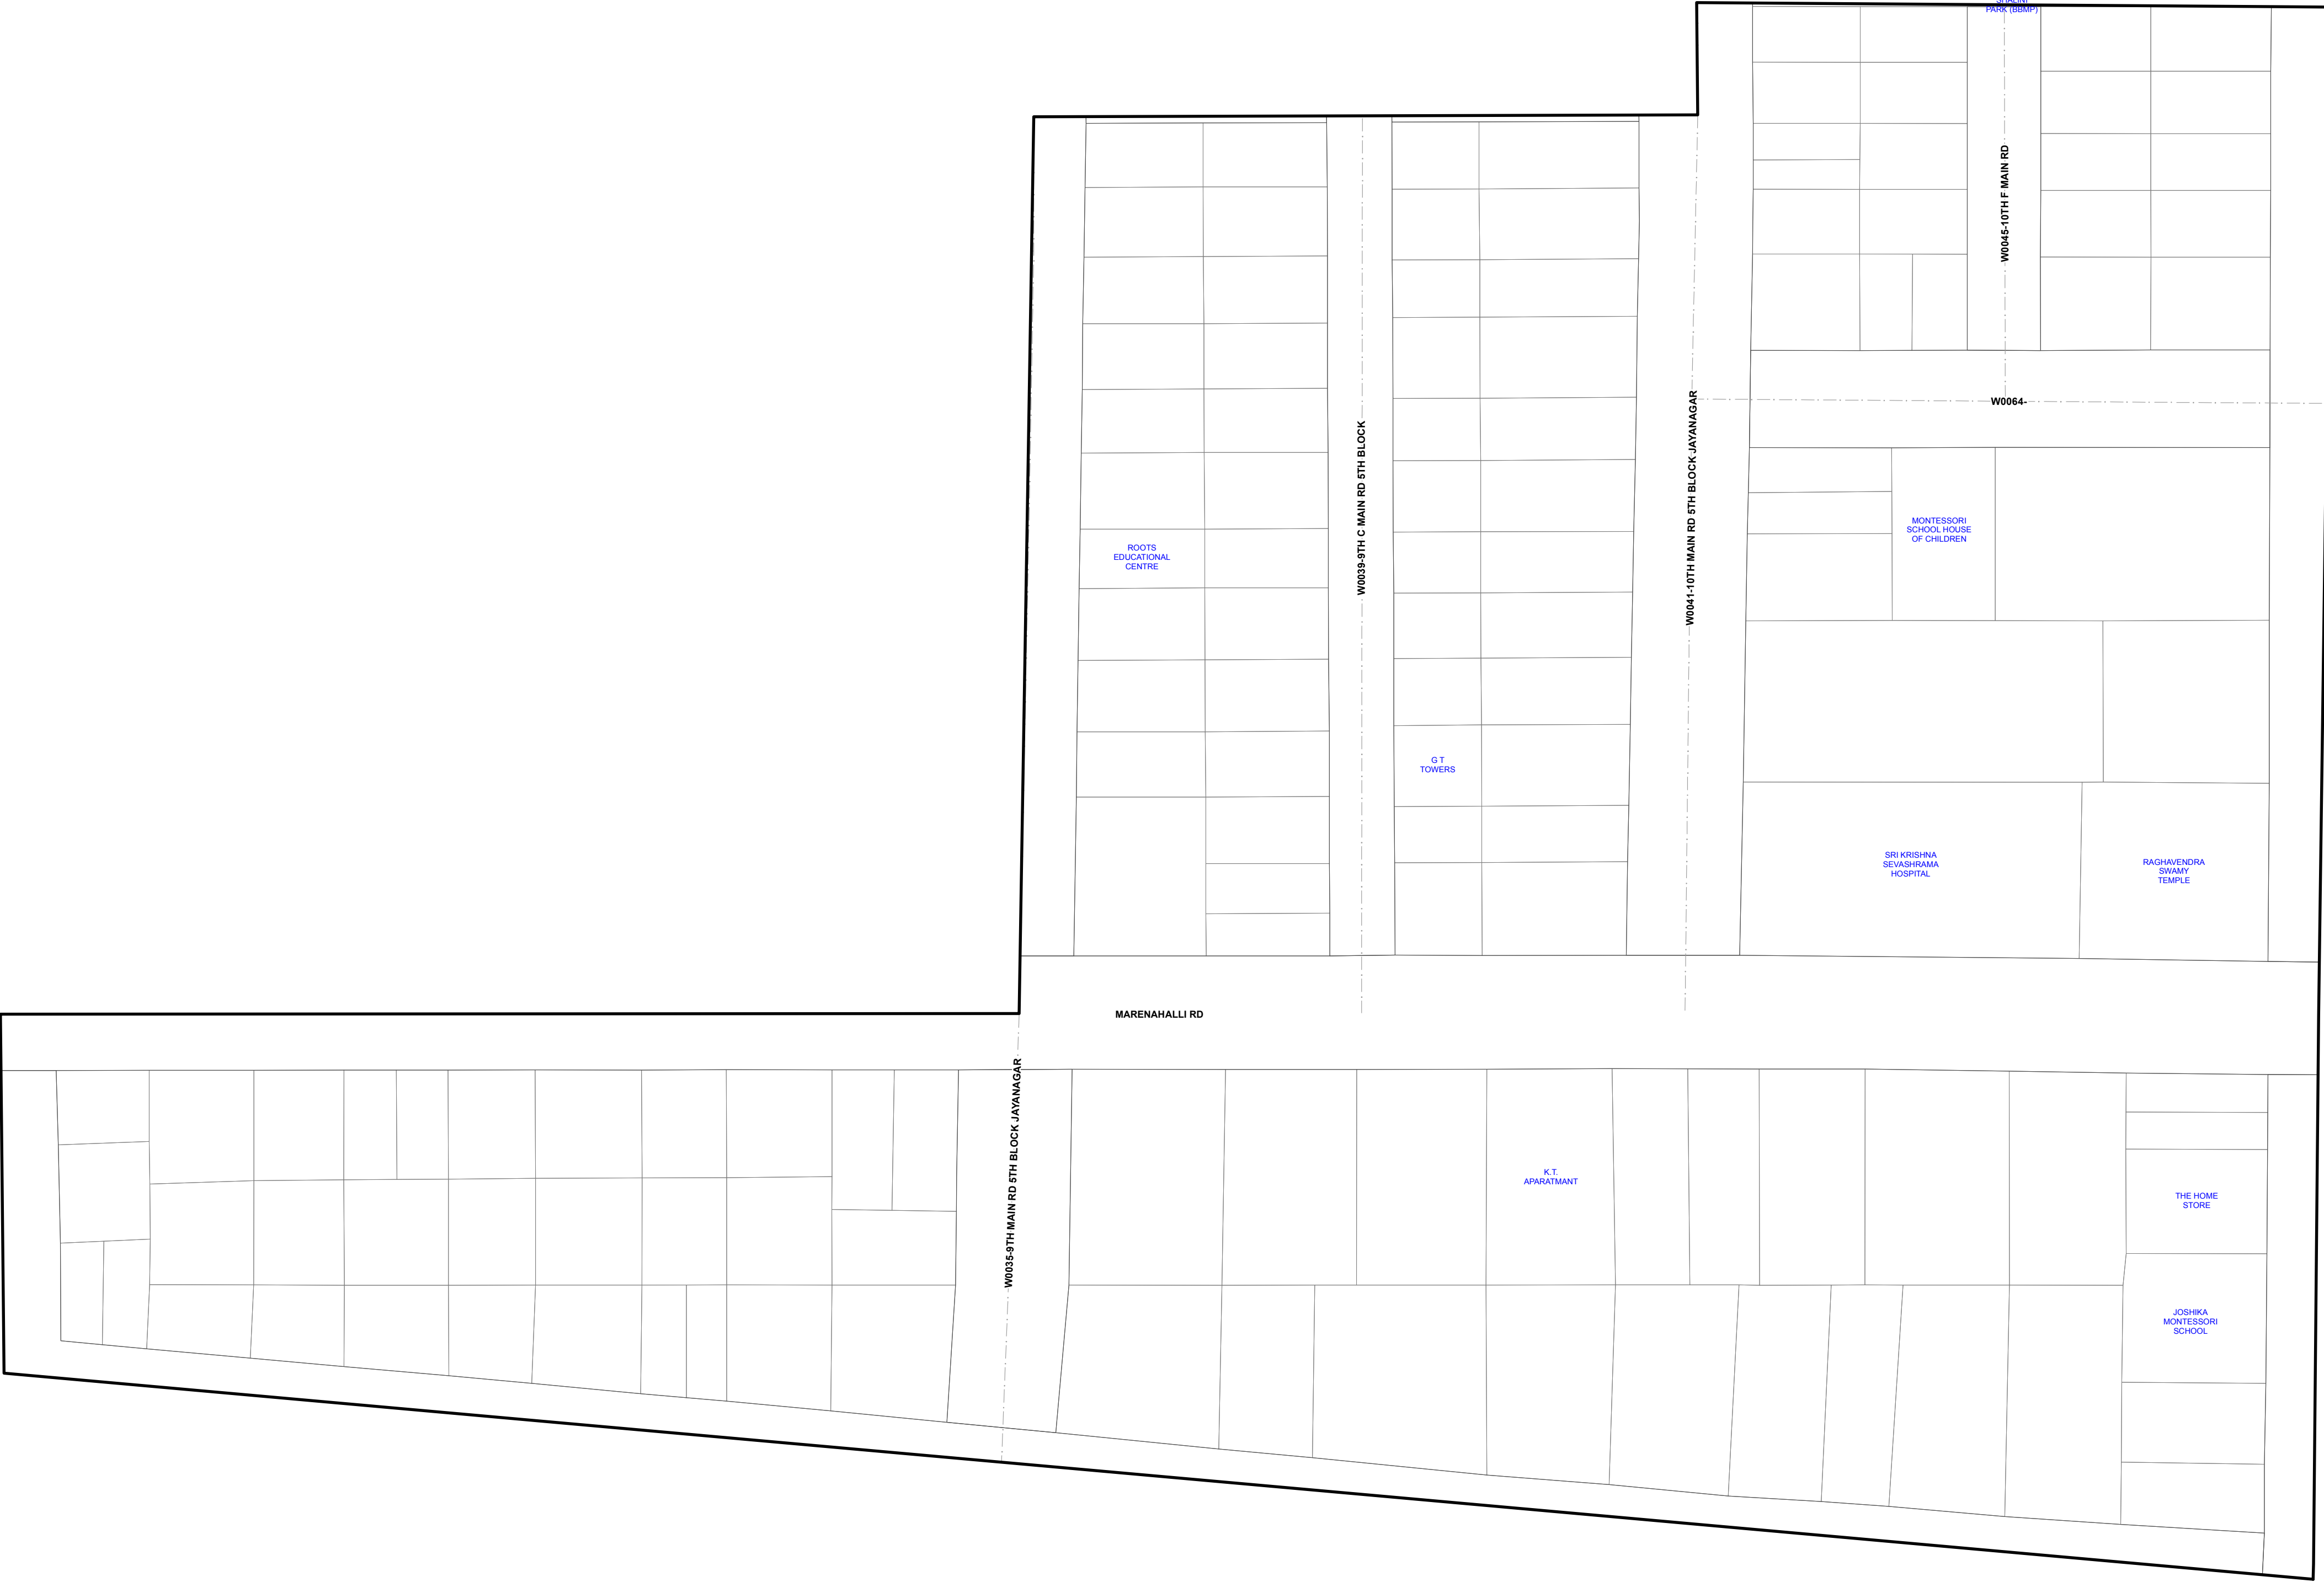 SHALINI
PARK (BBMP)
W0045-10TH F MAIN RD
W0064-
W0039-9TH C MAIN RD 5TH BLOCK
W0041-10TH MAIN RD 5TH BLOCK JAYANAGAR
MONTESSORI
SCHOOL HOUSE
OF CHILDREN
ROOTS
EDUCATIONAL
CENTRE
G T
TOWERS
SRI KRISHNA
SEVASHRAMA
HOSPITAL
RAGHAVENDRA
SWAMY
TEMPLE
MARENAHALLI RD
W0035-9TH MAIN RD 5TH BLOCK JAYANAGAR
K.T.
APARATMANT
THE HOME
STORE
JOSHIKA
MONTESSORI
SCHOOL